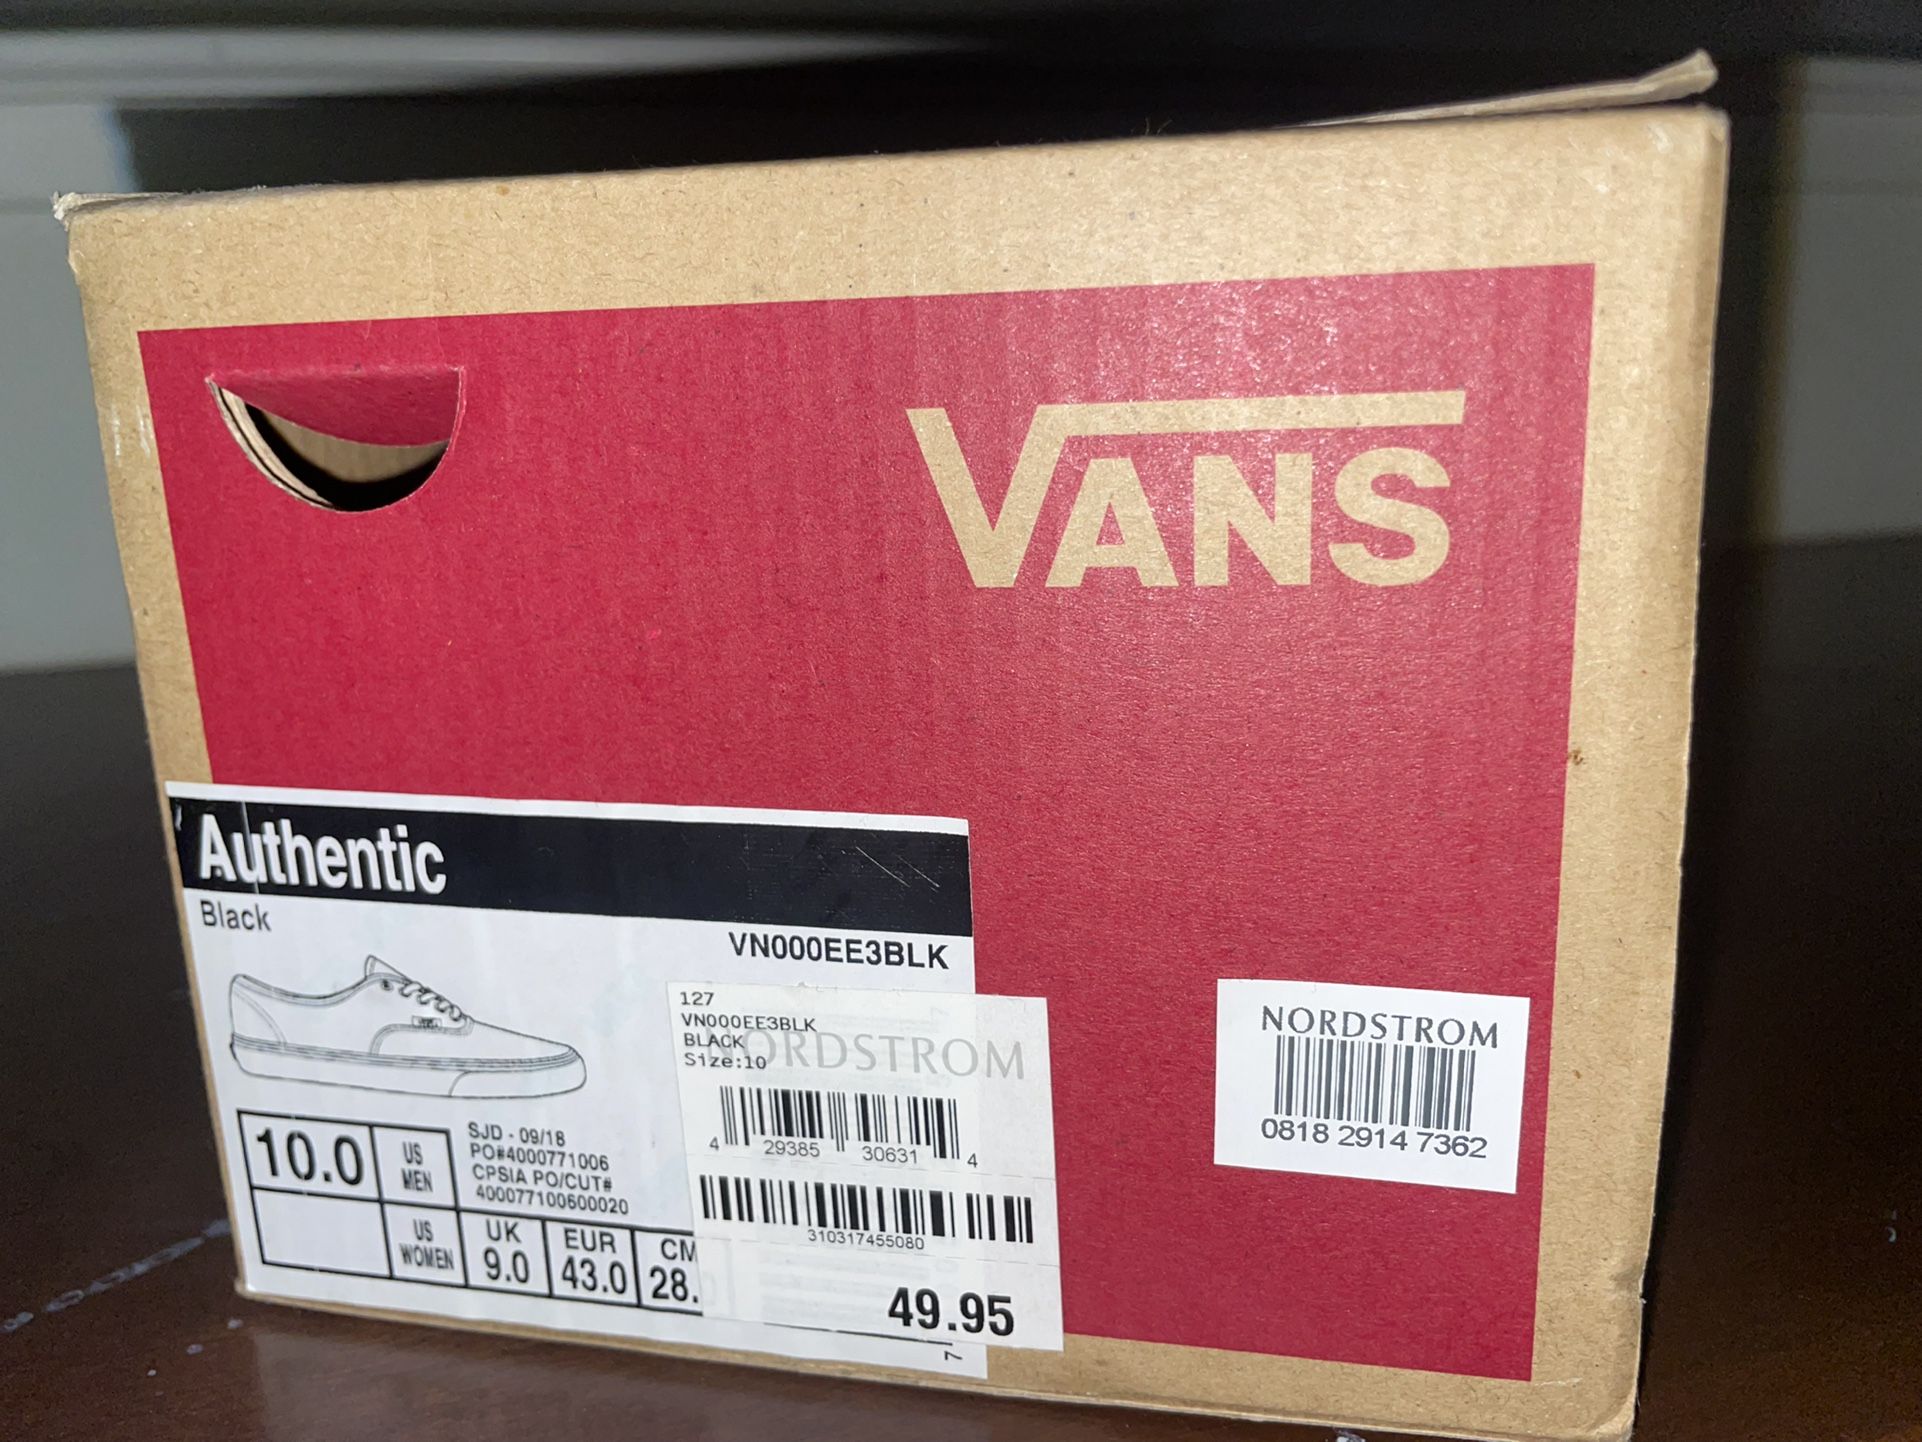 VANS
Authentic
Black
VN000EE3BLK
10.0
US
MEN
SJD - 09/18
PO#4000771006
CPSIA PO/CUT#
400077100600020
US
WOMEN
UK
9.0
EUR
43.0
CM
28.
127
VN000EE3BLK
BLACK
Size:10
NORDSTROM
4 29385 30631 4
310317455080
49.95
7
NORDSTROM
0818 2914 7362